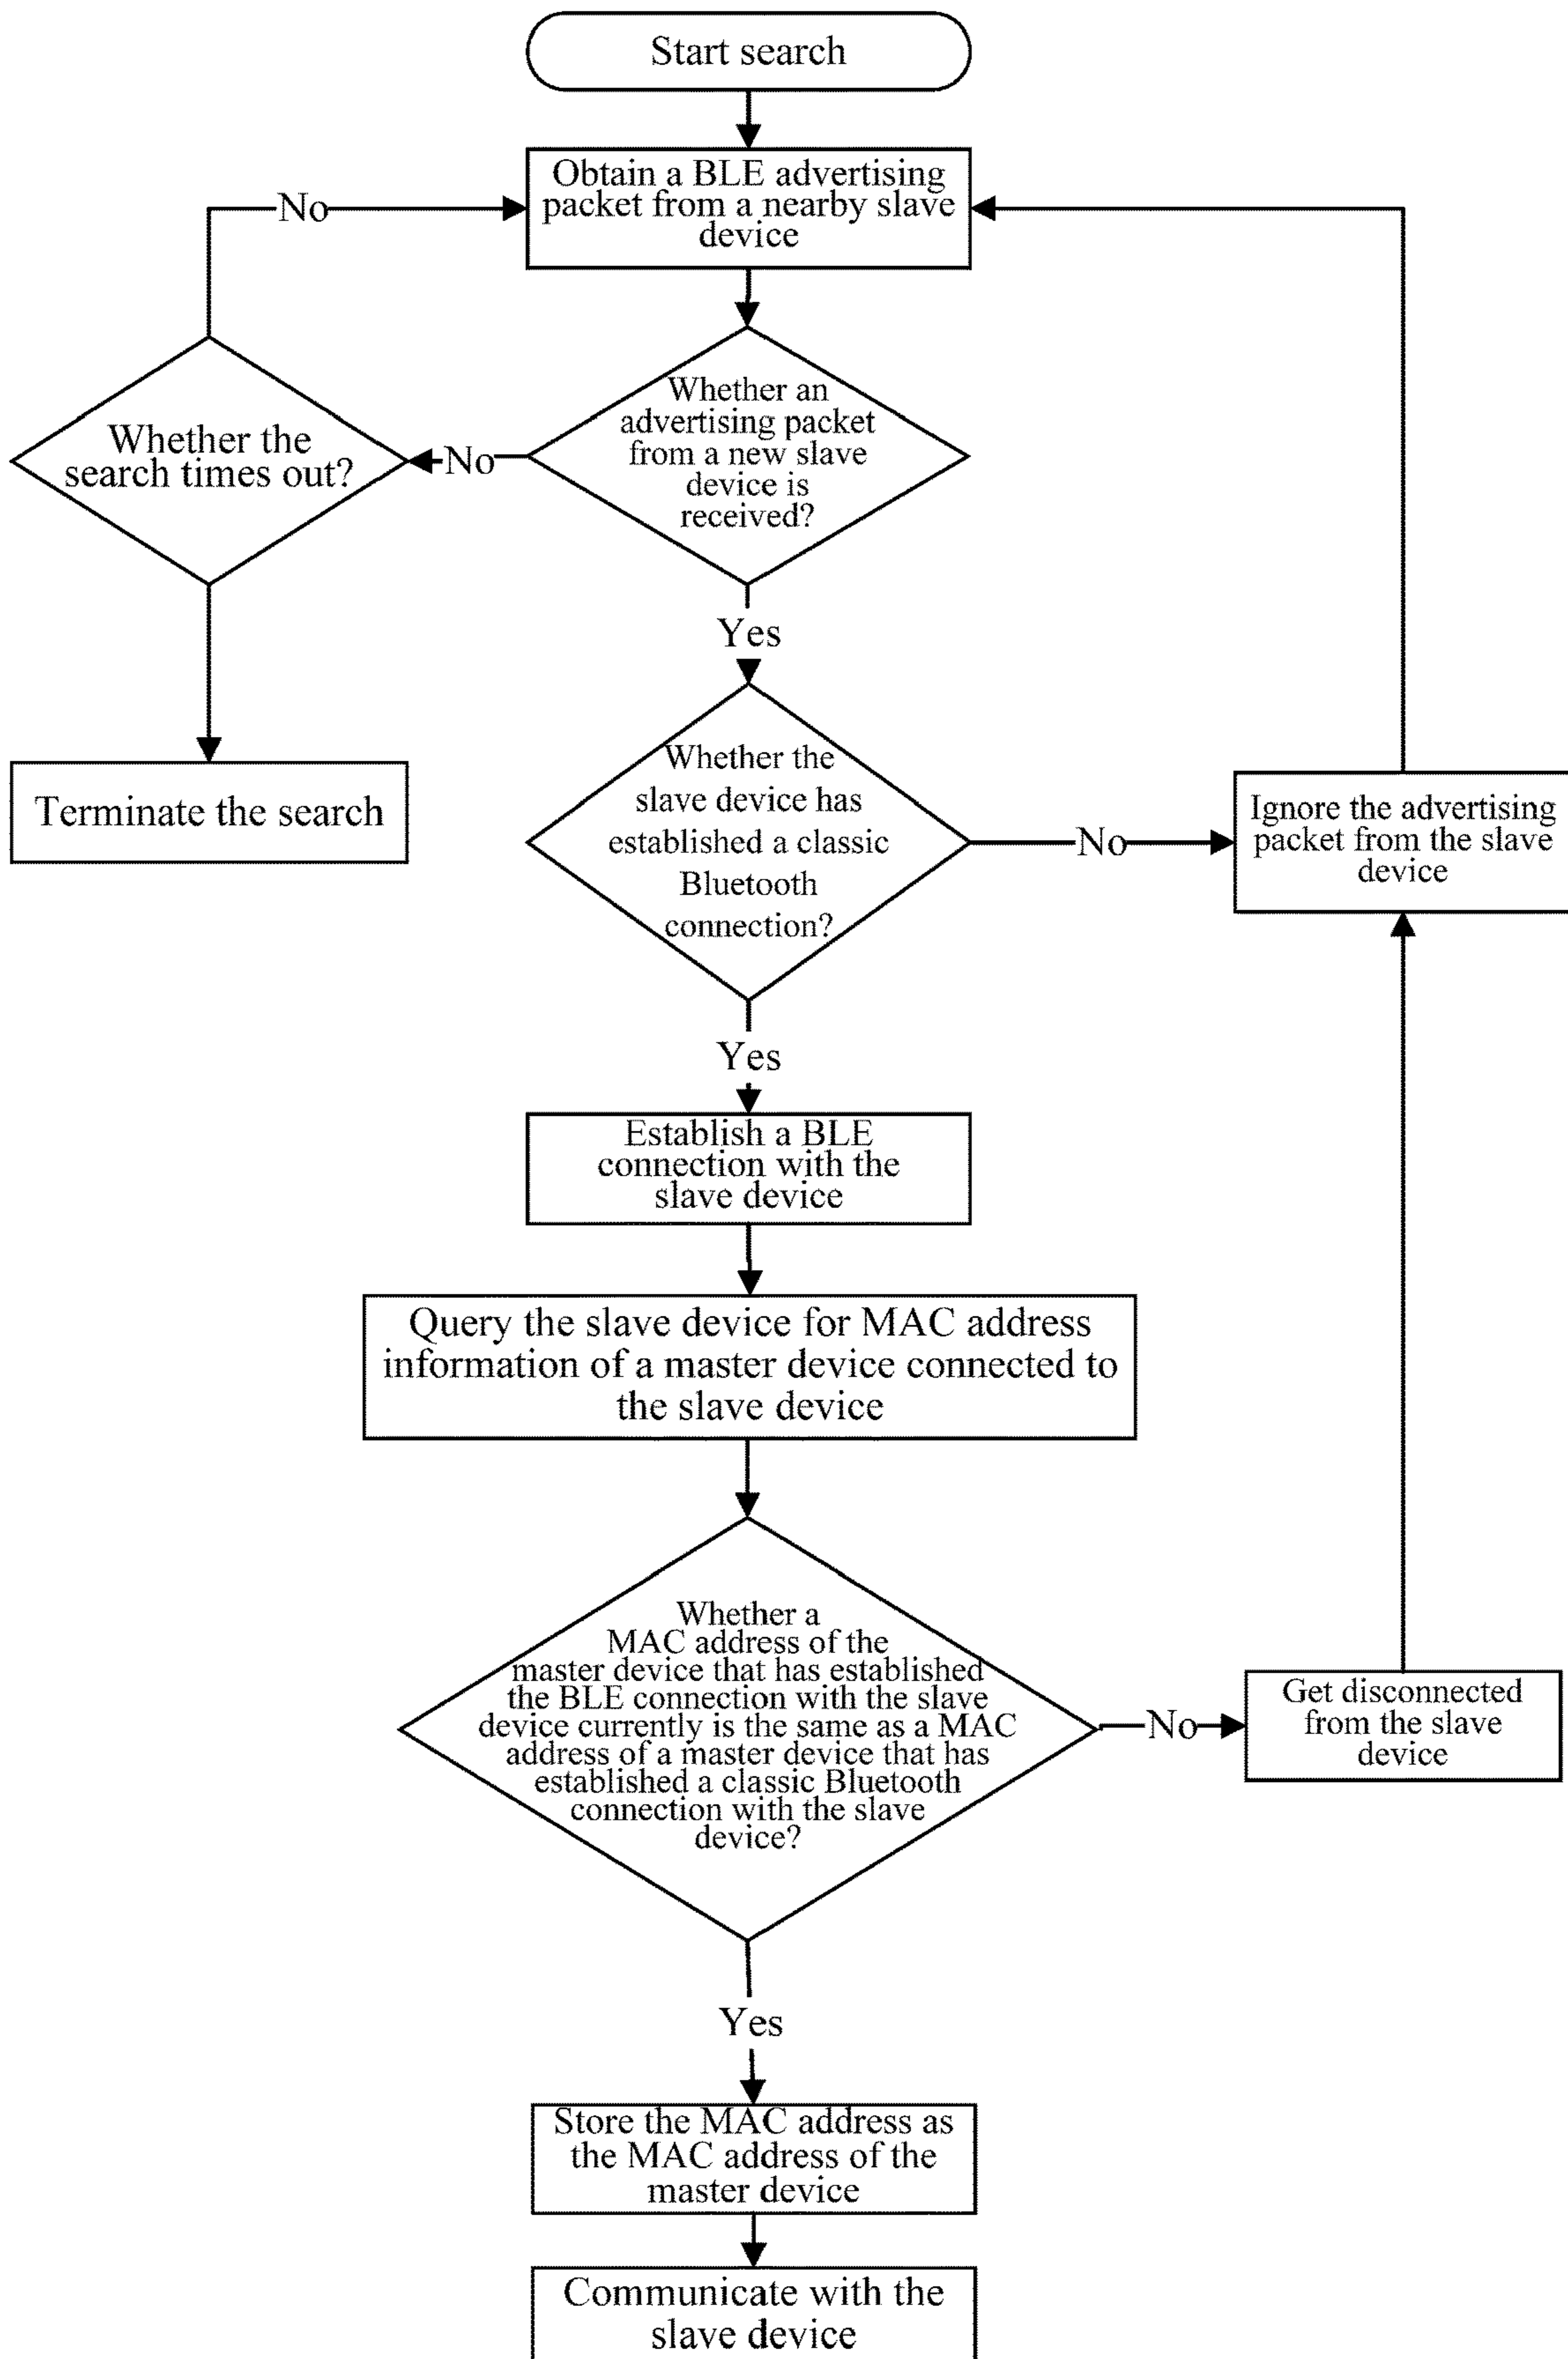 Start search
Obtain a BLE advertising
packet from a nearby slave
device
No
Whether an
advertising packet
from a new slave
device is
received?
No
Whether the
search times out?
Yes
Terminate the search
Whether the
slave device has
established a classic
Bluetooth
connection?
No
Ignore the advertising
packet from the slave
device
Yes
Establish a BLE
connection with the
slave device
Query the slave device for MAC address
information of a master device connected to
the slave device
Whether a
MAC address of the
master device that has established
the BLE connection with the slave
device currently is the same as a MAC
address of a master device that has
established a classic Bluetooth
connection with the slave
device?
No
Get disconnected
from the slave
device
Yes
Store the MAC address as
the MAC address of the
master device
Communicate with the
slave device